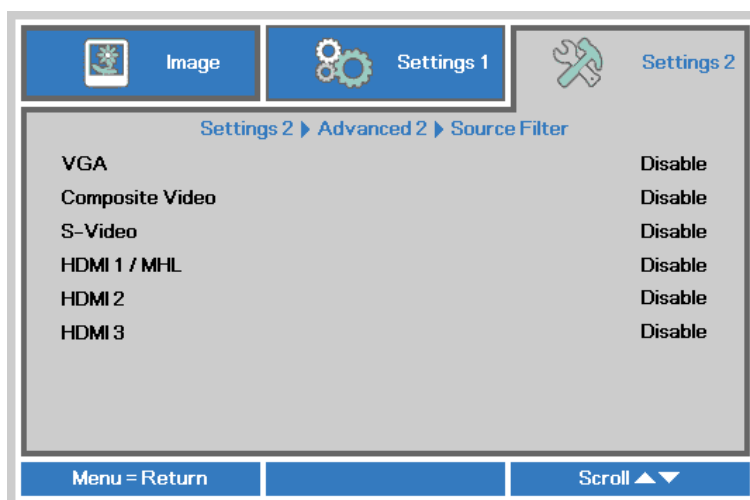 Image Settings 1 Settings 2
Settings 2 ▶ Advanced 2 ▶ Source Filter
VGA Disable
Composite Video Disable
S-Video Disable
HDMI 1 / MHL Disable
HDMI 2 Disable
HDMI 3 Disable
Menu = Return Scroll ▲▼